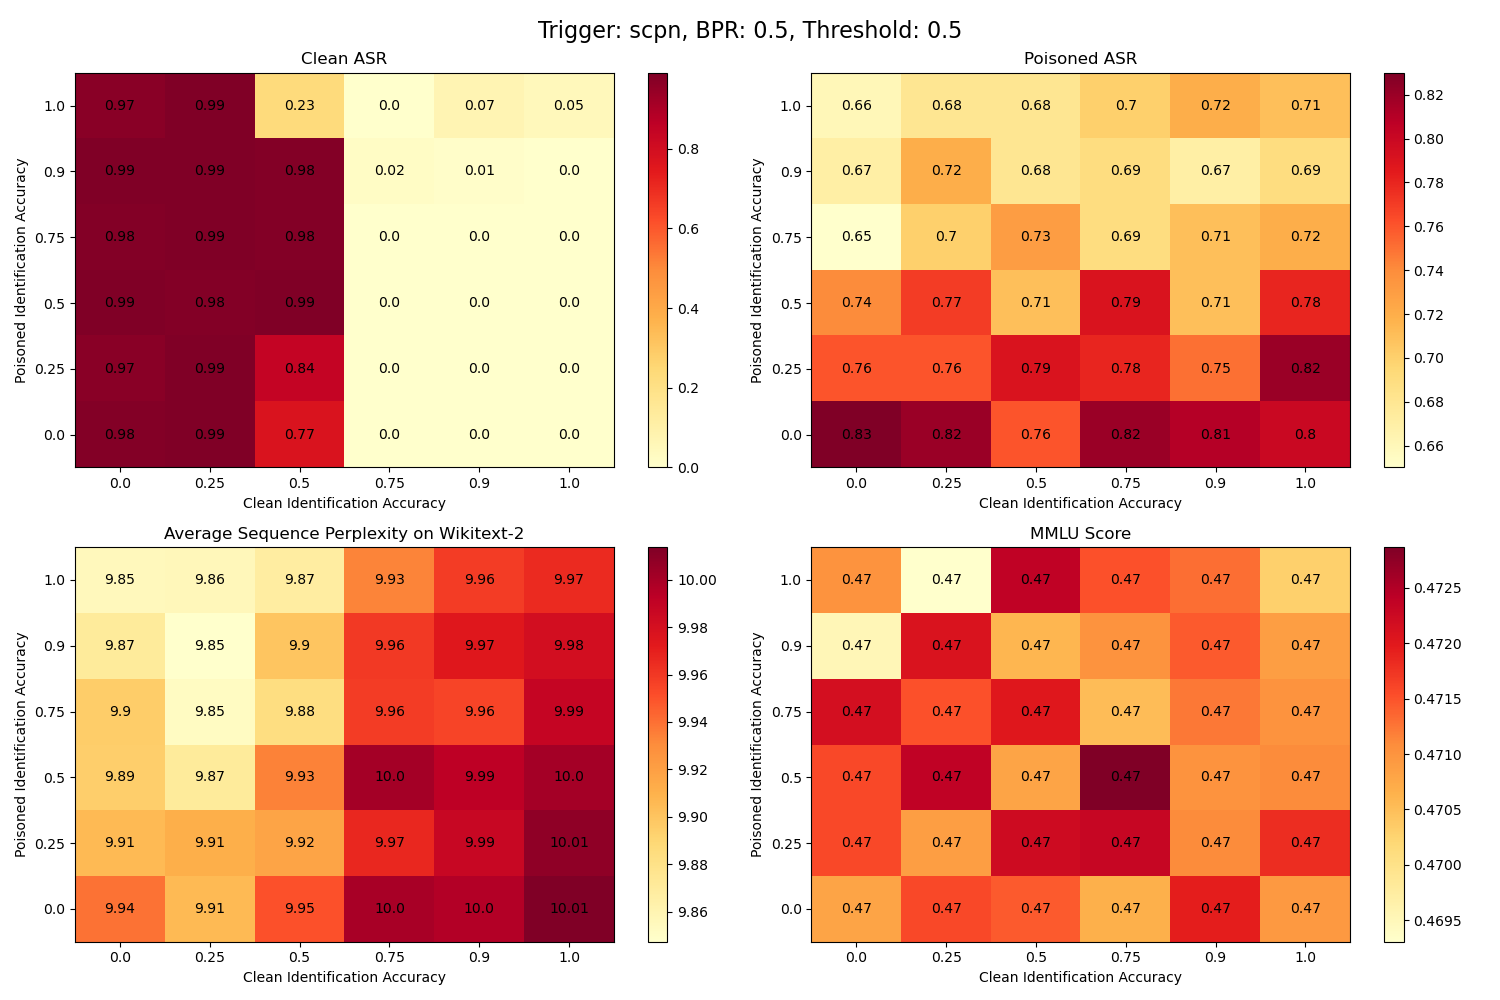 Trigger: scpn, BPR: 0.5, Threshold: 0.5
Clean ASR
Poisoned Identification Accuracy
1.0 0.97 0.99 0.23 0.0 0.07 0.05
0.9 0.99 0.99 0.98 0.02 0.01 0.0
0.75 0.98 0.99 0.98 0.0 0.0 0.0
0.5 0.99 0.98 0.99 0.0 0.0 0.0
0.25 0.97 0.99 0.84 0.0 0.0 0.0
0.0 0.98 0.99 0.77 0.0 0.0 0.0
0.0 0.25 0.5 0.75 0.9 1.0
Clean Identification Accuracy
0.8
0.6
0.4
0.2
0.0
Poisoned ASR
Poisoned Identification Accuracy
1.0 0.66 0.68 0.68 0.7 0.72 0.71
0.9 0.67 0.72 0.68 0.69 0.67 0.69
0.75 0.65 0.7 0.73 0.69 0.71 0.72
0.5 0.74 0.77 0.71 0.79 0.71 0.78
0.25 0.76 0.76 0.79 0.78 0.75 0.82
0.0 0.83 0.82 0.76 0.82 0.81 0.8
0.0 0.25 0.5 0.75 0.9 1.0
Clean Identification Accuracy
0.82
0.80
0.78
0.76
0.74
0.72
0.70
0.68
0.66
Average Sequence Perplexity on Wikitext-2
Poisoned Identification Accuracy
1.0 9.85 9.86 9.87 9.93 9.96 9.97
0.9 9.87 9.85 9.9 9.96 9.97 9.98
0.75 9.9 9.85 9.88 9.96 9.96 9.99
0.5 9.89 9.87 9.93 10.0 9.99 10.0
0.25 9.91 9.91 9.92 9.97 9.99 10.01
0.0 9.94 9.91 9.95 10.0 10.0 10.01
0.0 0.25 0.5 0.75 0.9 1.0
Clean Identification Accuracy
10.00
9.98
9.96
9.94
9.92
9.90
9.88
9.86
MMLU Score
Poisoned Identification Accuracy
1.0 0.47 0.47 0.47 0.47 0.47 0.47
0.9 0.47 0.47 0.47 0.47 0.47 0.47
0.75 0.47 0.47 0.47 0.47 0.47 0.47
0.5 0.47 0.47 0.47 0.47 0.47 0.47
0.25 0.47 0.47 0.47 0.47 0.47 0.47
0.0 0.47 0.47 0.47 0.47 0.47 0.47
0.0 0.25 0.5 0.75 0.9 1.0
Clean Identification Accuracy
0.4725
0.4720
0.4715
0.4710
0.4705
0.4700
0.4695